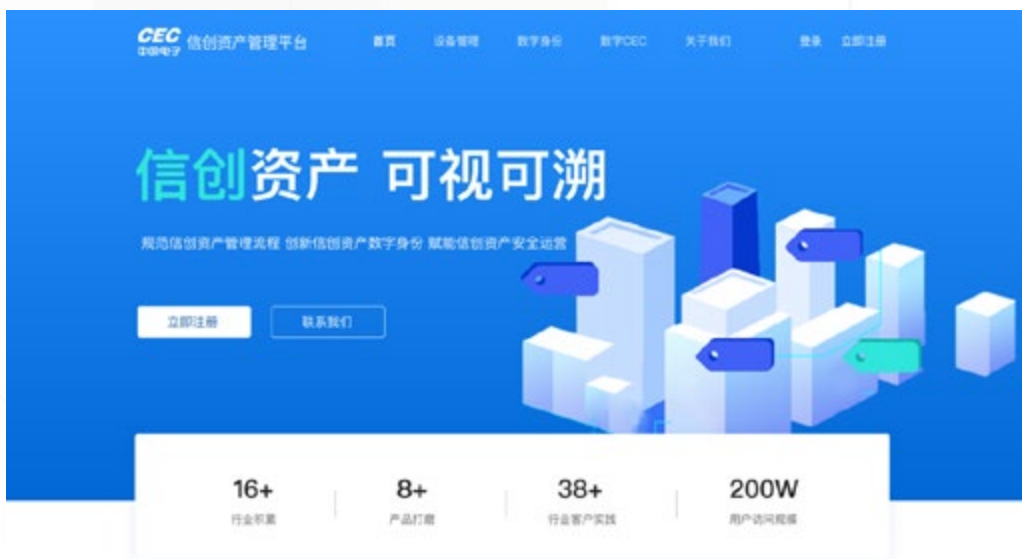 CEC 信创资产管理平台 首页 设备管理 数字身份 数字CEC 关于我们 登录 立即注册
中国电子
信创资产 可视可溯
规范信创资产管理流程 创新信创资产数字身份 赋能信创资产安全运营
立即注册 联系我们
16+ 8+ 38+ 200W
行业积累 产品打磨 行业客户实践 用户访问规模